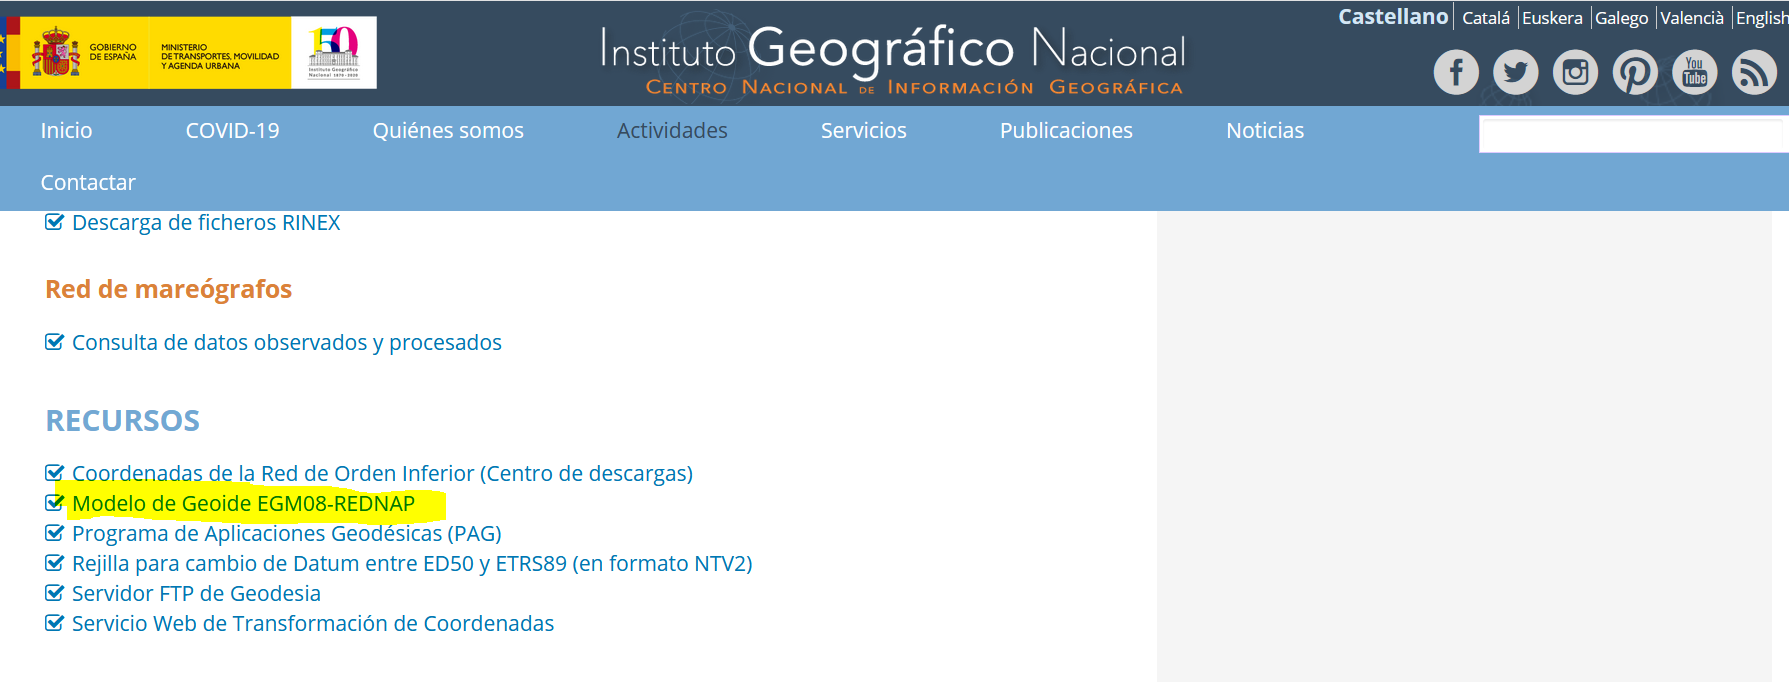 Castellano Catalá Euskera Galego Valencià English
GOBIERNO
DE ESPAÑA
MINISTERIO
DE TRANSPORTES, MOVILIDAD
Y AGENDA URBANA
150
Instituto Geográfico
Nacional 1870-2020
Instituto Geográfico Nacional
Centro Nacional de Información Geográfica
You
Tube
Inicio COVID-19 Quiénes somos Actividades Servicios Publicaciones Noticias
Contactar
Descarga de ficheros RINEX
Red de mareógrafos
Consulta de datos observados y procesados
RECURSOS
Coordenadas de la Red de Orden Inferior (Centro de descargas)
Modelo de Geoide EGM08-REDNAP
Programa de Aplicaciones Geodésicas (PAG)
Rejilla para cambio de Datum entre ED50 y ETRS89 (en formato NTV2)
Servidor FTP de Geodesia
Servicio Web de Transformación de Coordenadas